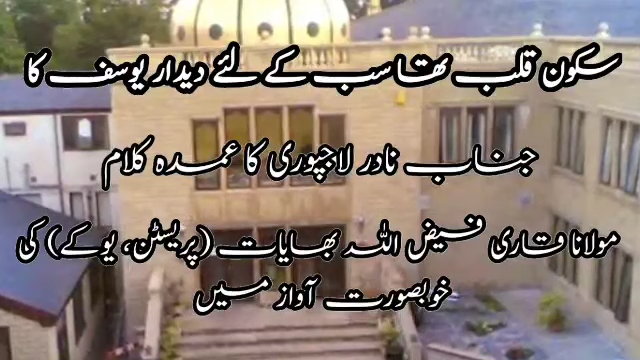 سکون قلب تھا سب کے لئے دیدار یوسف کا
جناب نادر لاجپوری کا عمدہ کلام
مولانا قاری فیض اللہ بھایات (پریسٹن، یوکے) کی
خوبصورت آواز میں